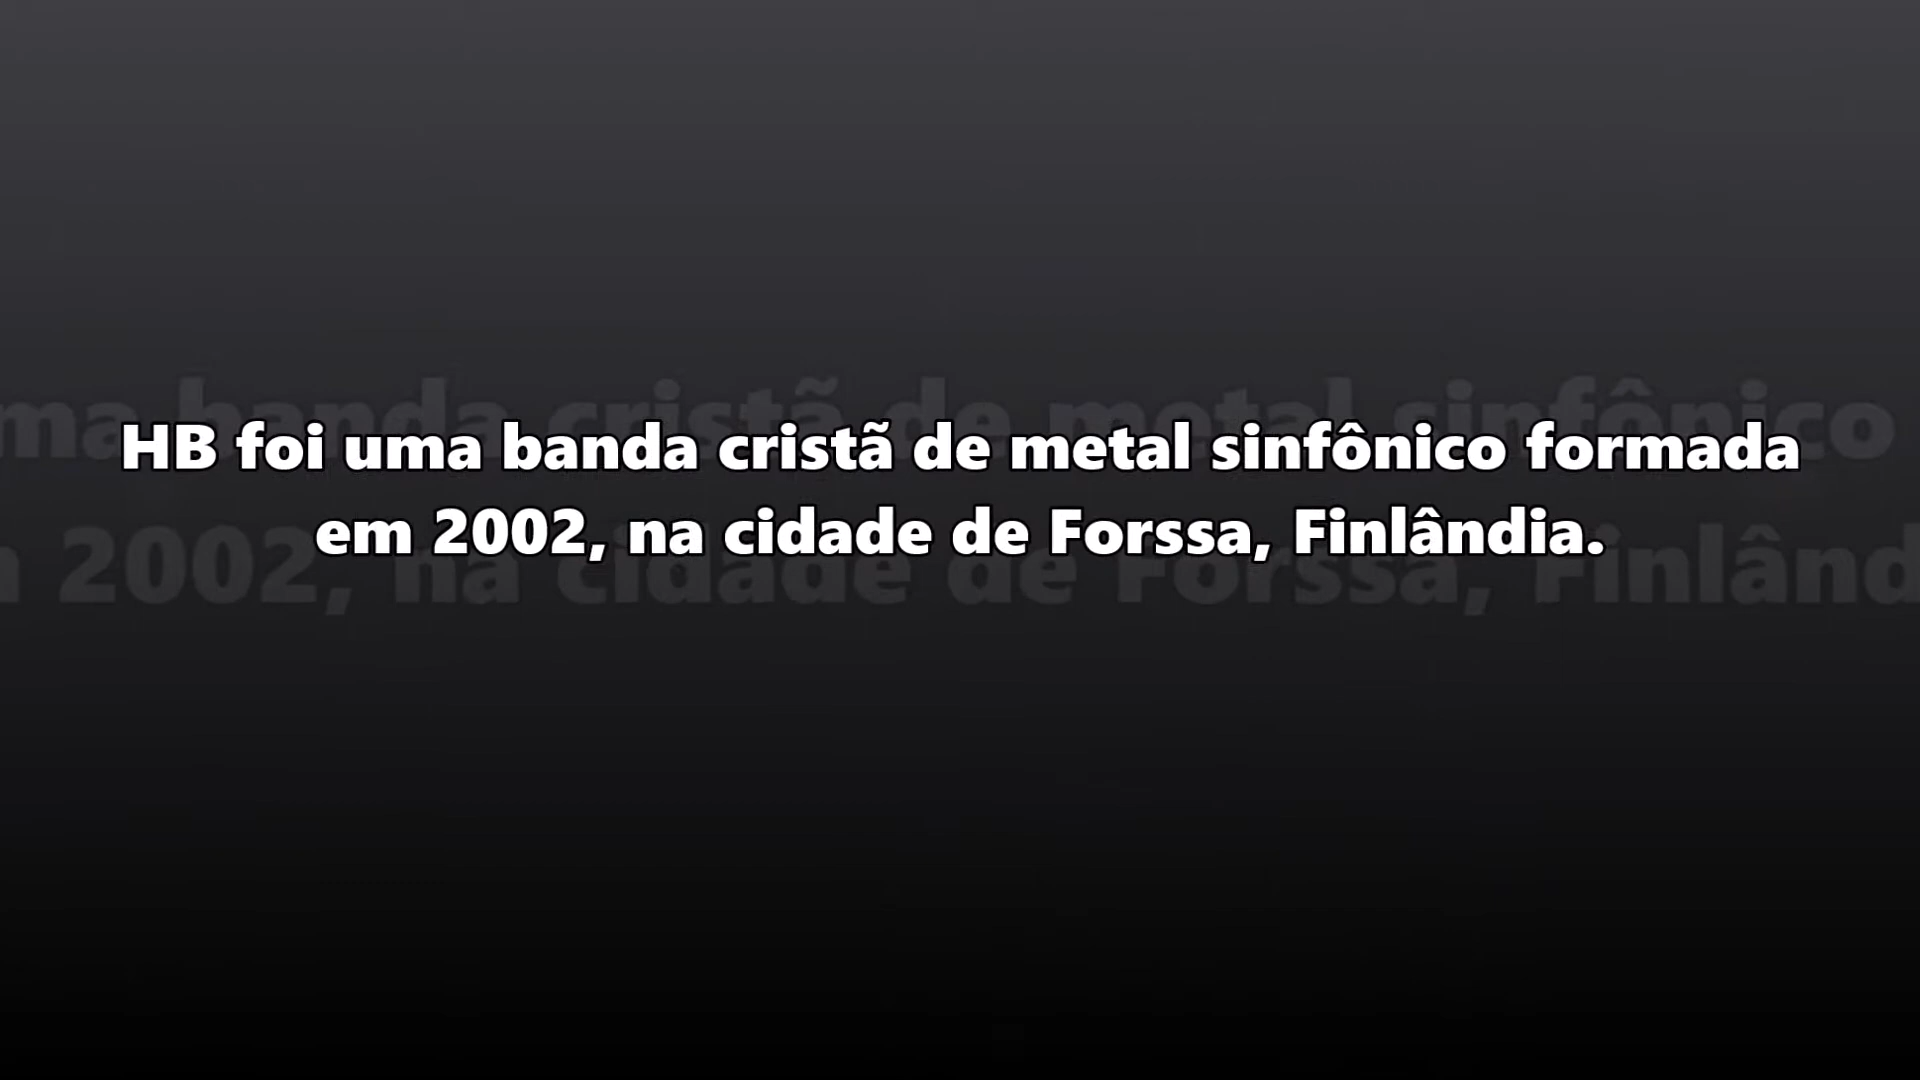 HB foi uma banda cristã de metal sinfônico formada
em 2002, na cidade de Forssa, Finlândia.